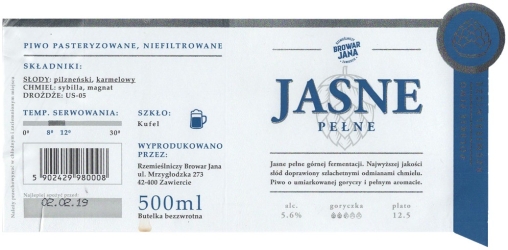 PIWO PASTERYZOWANE, NIEFILTROWANE
SKŁADNIKI:
SŁODY: pilzneński, karmelowy
CHMIEL: sybilla, magnat
DROŻDŻE: US-05
TEMP. SERWOWANIA:
0° 8° 12° 30°
SZKŁO:
Kufel
WYPRODUKOWANO
PRZEZ:
Rzemieślniczy Browar Jana
ul. Mrzygłodzka 273
42-400 Zawiercie
5 902429 980008
Najlepiej spożyć przed:
02.02.19
500ml
Butelka bezzwrotna
BROWAR
JANA
JASNE
PEŁNE
Jasne pełne górnej fermentacji. Najwyższej jakości
słód doprawiony szlachetnymi odmianami chmielu.
Piwo o umiarkowanej goryczy i pełnym aromacie.
alc. goryczka plato
5.6% 12.5